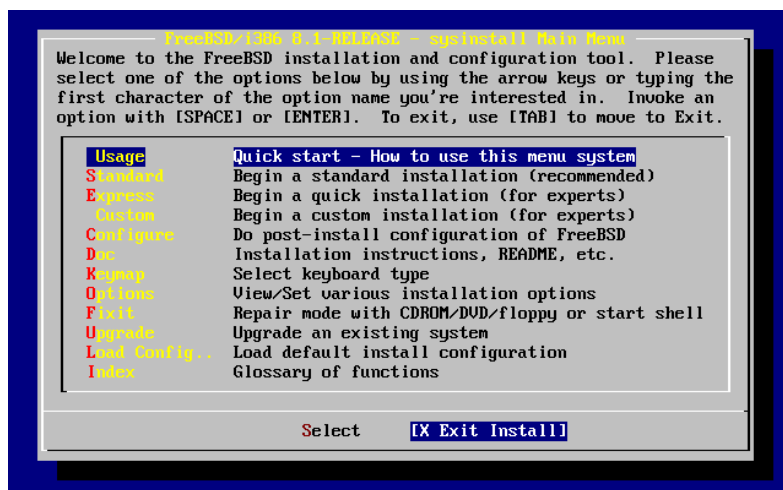 FreeBSD/i386 8.1-RELEASE - sysinstall Main Menu
Welcome to the FreeBSD installation and configuration tool.  Please
select one of the options below by using the arrow keys or typing the
first character of the option name you're interested in.  Invoke an
option with [SPACE] or [ENTER].  To exit, use [TAB] to move to Exit.
Usage Quick start - How to use this menu system
Standard Begin a standard installation (recommended)
Express Begin a quick installation (for experts)
Custom Begin a custom installation (for experts)
Configure Do post-install configuration of FreeBSD
Doc Installation instructions, README, etc.
Keymap Select keyboard type
Options View/Set various installation options
Fixit Repair mode with CDROM/DVD/floppy or start shell
Upgrade Upgrade an existing system
Load Config.. Load default install configuration
Index Glossary of functions
Select [X Exit Install]